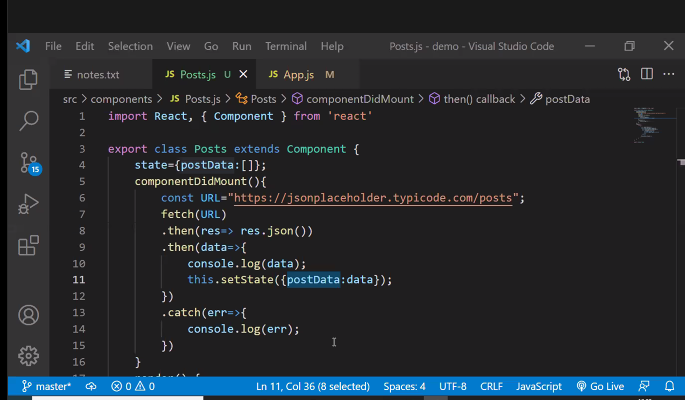 File Edit Selection View Go Run Terminal Help Posts.js - demo - Visual Studio Code
notes.txt JS Posts.js U JS App.js M
src > components > JS Posts.js > Posts > componentDidMount > then() callback > postData
1 import React, { Component } from 'react'
2
3 export class Posts extends Component {
4 state={postData:[]};
5 componentDidMount(){
6 const URL="https://jsonplaceholder.typicode.com/posts";
7 fetch(URL)
8 .then(res=> res.json())
9 .then(data=>{
10 console.log(data);
11 this.setState({postData:data});
12 })
13 .catch(err=>{
14 console.log(err);
15 })
16 }
15
master* 0 0 Ln 11, Col 36 (8 selected) Spaces: 4 UTF-8 CRLF JavaScript Go Live